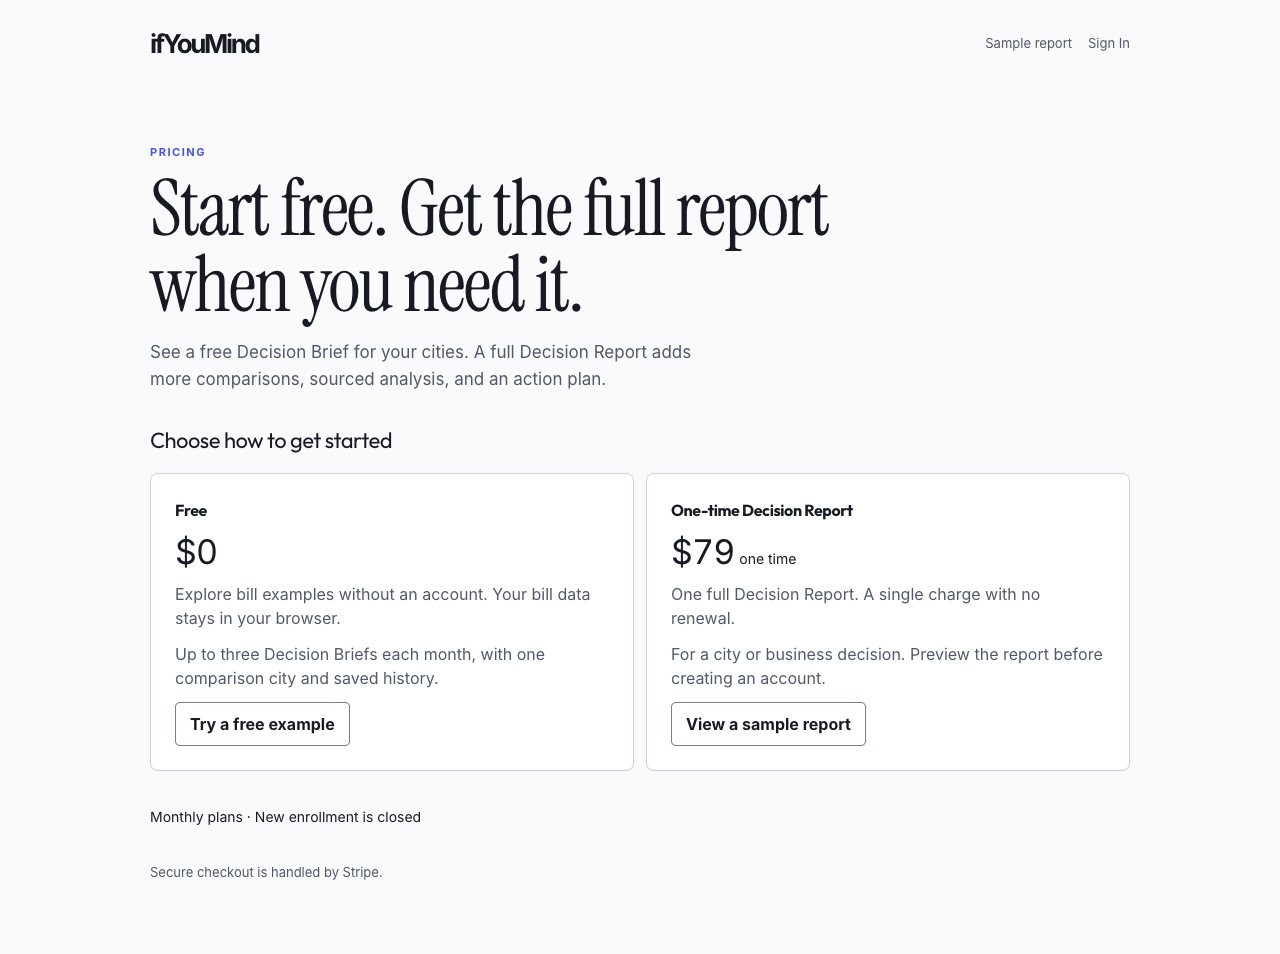 ifYouMind
Sample report
Sign In
PRICING
Start free. Get the full report
when you need it.
See a free Decision Brief for your cities. A full Decision Report adds
more comparisons, sourced analysis, and an action plan.
Choose how to get started
Free
$0
Explore bill examples without an account. Your bill data
stays in your browser.
Up to three Decision Briefs each month, with one
comparison city and saved history.
Try a free example
One-time Decision Report
$79 one time
One full Decision Report. A single charge with no
renewal.
For a city or business decision. Preview the report before
creating an account.
View a sample report
Monthly plans · New enrollment is closed
Secure checkout is handled by Stripe.